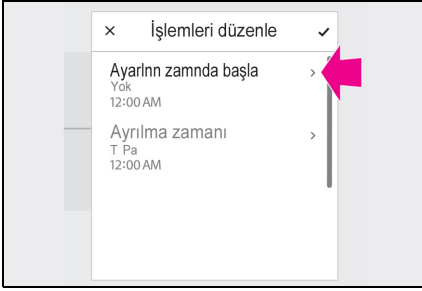 İşlemleri düzenle
Ayarlnn zamnda başla
Yok
12:00 AM
Ayrılma zamanı
T Pa
12:00 AM